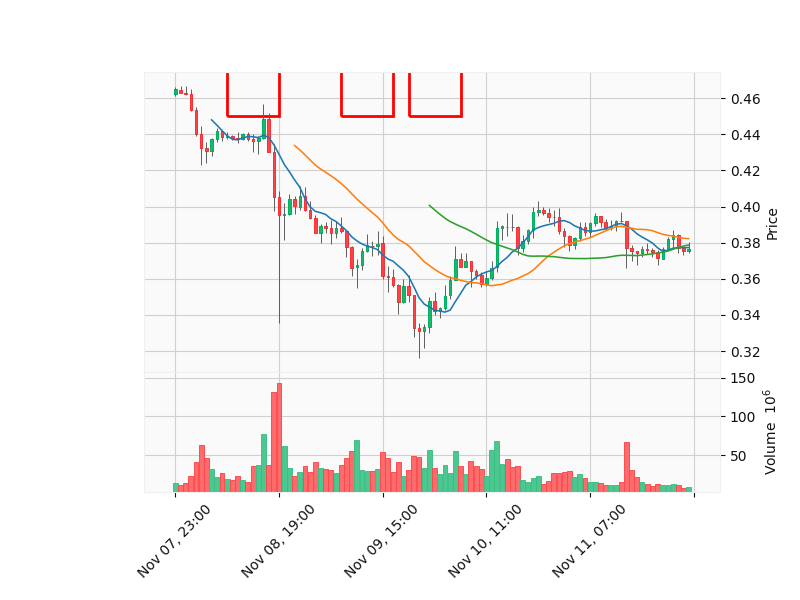 0.46
0.44
0.42
0.40
0.38
0.36
0.34
0.32
Price
150
100
50
Volume 10⁶
Nov 07, 23:00
Nov 08, 19:00
Nov 09, 15:00
Nov 10, 11:00
Nov 11, 07:00